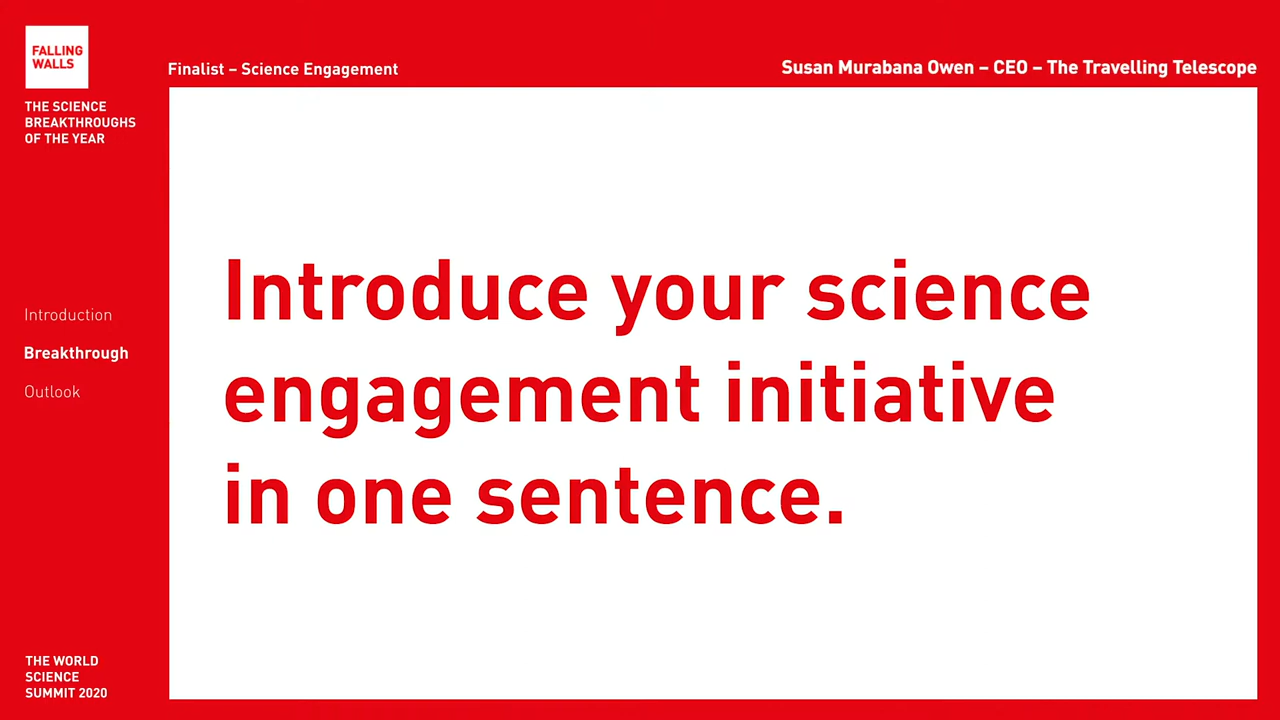 FALLING
WALLS
THE SCIENCE
BREAKTHROUGHS
OF THE YEAR
Finalist – Science Engagement
Susan Murabana Owen – CEO – The Travelling Telescope
Introduction
Breakthrough
Outlook
Introduce your science
engagement initiative
in one sentence.
THE WORLD
SCIENCE
SUMMIT 2020